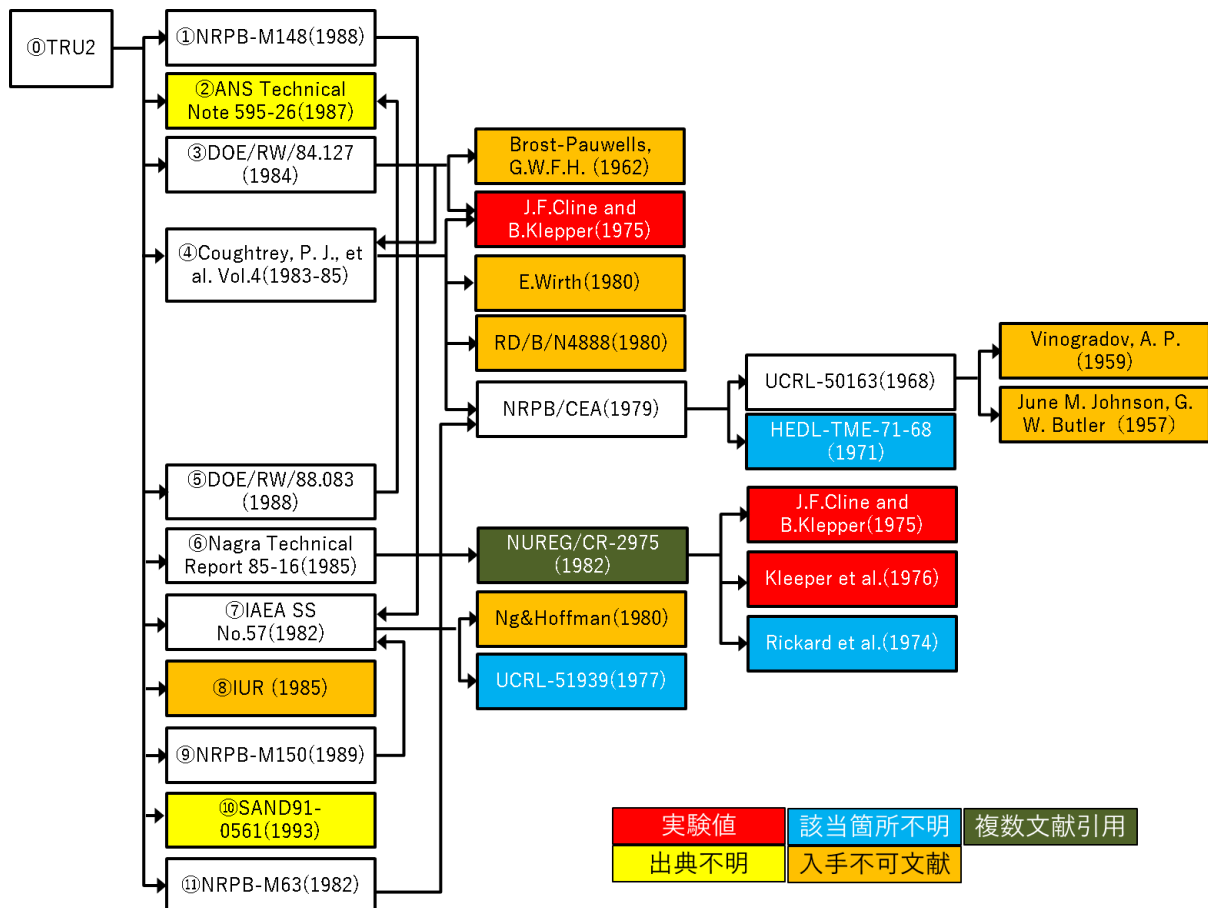 ⓪TRU2
①NRPB-M148(1988)
②ANS Technical
Note 595-26(1987)
③DOE/RW/84.127
(1984)
④Coughtrey, P. J., et
al. Vol.4(1983-85)
⑤DOE/RW/88.083
(1988)
⑥Nagra Technical
Report 85-16(1985)
⑦IAEA SS
No.57(1982)
⑧IUR (1985)
⑨NRPB-M150(1989)
⑩SAND91-
0561(1993)
⑪NRPB-M63(1982)
Brost-Pauwells,
G.W.F.H. (1962)
J.F.Cline and
B.Klepper(1975)
E.Wirth(1980)
RD/B/N4888(1980)
NRPB/CEA(1979)
NUREG/CR-2975
(1982)
Ng&Hoffman(1980)
UCRL-51939(1977)
UCRL-50163(1968)
HEDL-TME-71-68
(1971)
J.F.Cline and
B.Klepper(1975)
Kleeper et al.(1976)
Rickard et al.(1974)
Vinogradov, A. P.
(1959)
June M. Johnson, G.
W. Butler (1957)
実験値
該当箇所不明
複数文献引用
出典不明
入手不可文献